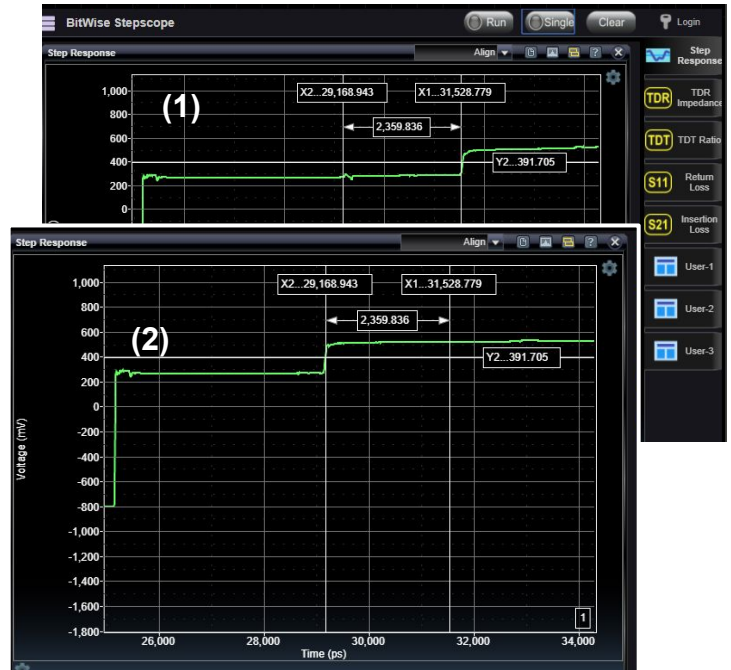 BitWise Stepscope
Run
Single
Clear
Login
Step Response
Align
?
X
(1)
1,000
800
600
400
200
0
X2...29,168.943
X1...31,528.779
2,359.836
Y2...391.705
Step
Response
TDR
TDR
Impedance
TDT
TDT Ratio
S11
Return
Loss
S21
Insertion
Loss
User-1
User-2
User-3
Step Response
Align
?
X
(2)
Voltage (mV)
1,000
800
600
400
200
0
-200
-400
-600
-800
-1,000
-1,200
-1,400
-1,600
-1,800
X2...29,168.943
X1...31,528.779
2,359.836
Y2...391.705
1
26,000
28,000
30,000
32,000
34,000
Time (ps)